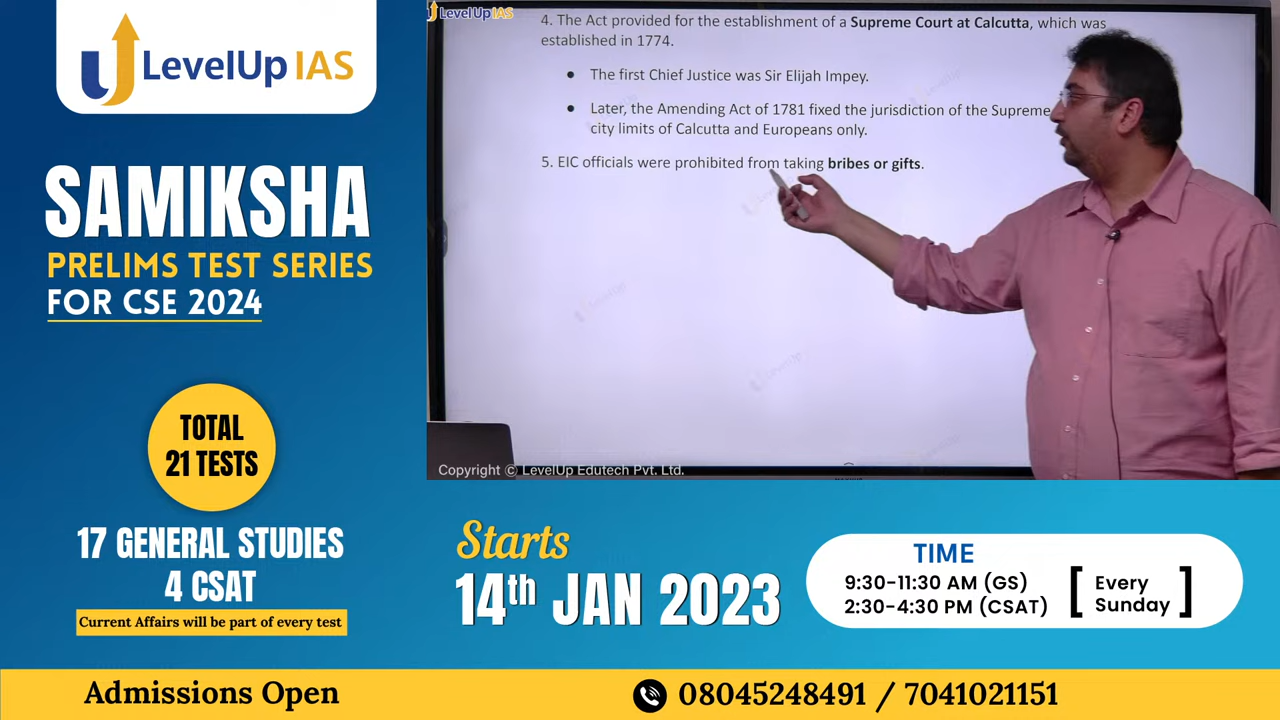 LevelUp IAS
SAMIKSHA
PRELIMS TEST SERIES
FOR CSE 2024
TOTAL
21 TESTS
17 GENERAL STUDIES
4 CSAT
Current Affairs will be part of every test
LevelUp IAS
4. The Act provided for the establishment of a Supreme Court at Calcutta, which was
established in 1774.
• The first Chief Justice was Sir Elijah Impey.
• Later, the Amending Act of 1781 fixed the jurisdiction of the Supreme
city limits of Calcutta and Europeans only.
5. EIC officials were prohibited from taking bribes or gifts.
LevelUp
Copyright © LevelUp Edutech Pvt. Ltd.
Starts
14th JAN 2023
TIME
9:30-11:30 AM (GS)
2:30-4:30 PM (CSAT)
[ Every
Sunday ]
Admissions Open
08045248491 / 7041021151